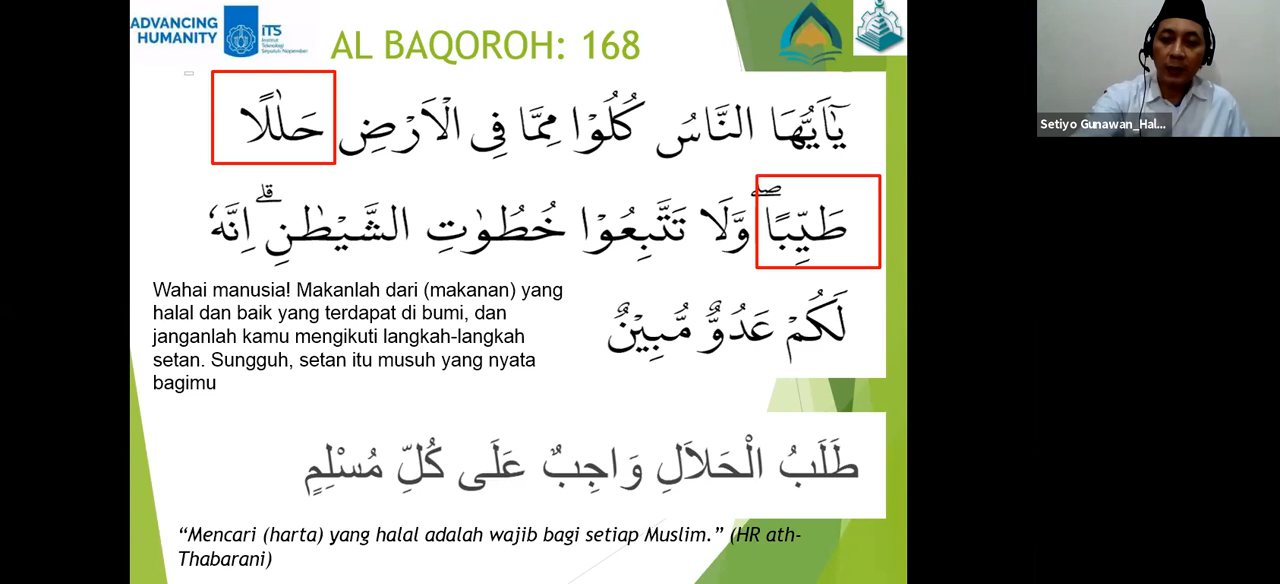 ADVANCING
HUMANITY
ITS
Institut
Teknologi
Sepuluh Nopember
AL BAQOROH: 168
يٰٓاَيُّهَا النَّاسُ كُلُوْا مِمَّا فِى الْاَرْضِ حَلٰلًا
طَيِّبًاۖ وَّلَا تَتَّبِعُوْا خُطُوٰتِ الشَّيْطٰنِۗ اِنَّهٗ
لَكُمْ عَدُوٌّ مُّبِيْنٌ
Wahai manusia! Makanlah dari (makanan) yang
halal dan baik yang terdapat di bumi, dan
janganlah kamu mengikuti langkah-langkah
setan. Sungguh, setan itu musuh yang nyata
bagimu
طَلَبُ الْحَلاَلِ وَاجِبٌ عَلَى كُلِّ مُسْلِمٍ
“Mencari (harta) yang halal adalah wajib bagi setiap Muslim.” (HR ath-
Thabarani)
Setiyo Gunawan_Hal...